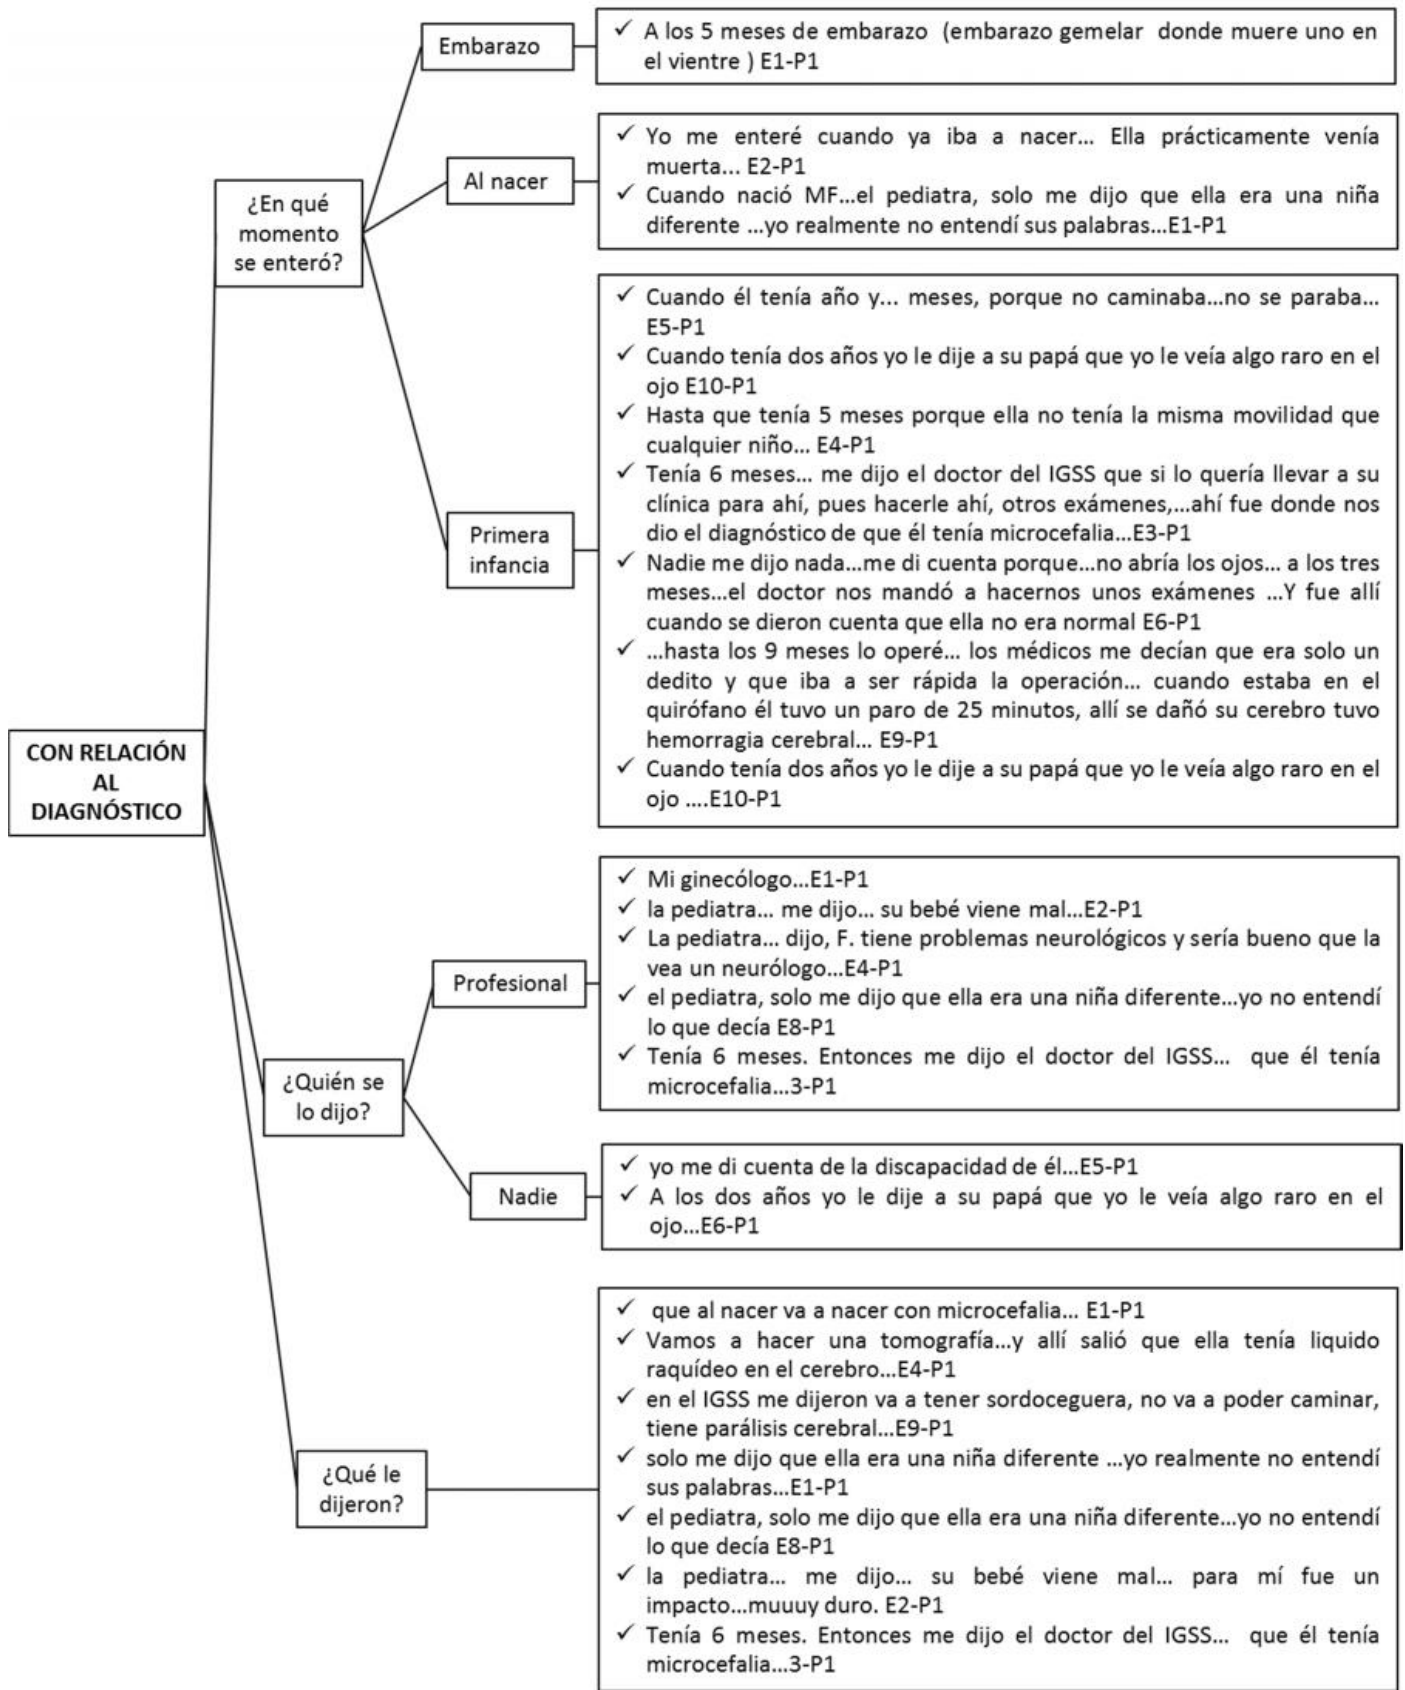 CON RELACIÓN
AL
DIAGNÓSTICO
¿En qué
momento
se enteró?
Embarazo
✓ A los 5 meses de embarazo (embarazo gemelar donde muere uno en
el vientre ) E1-P1
Al nacer
✓ Yo me enteré cuando ya iba a nacer... Ella prácticamente venía
muerta... E2-P1
✓ Cuando nació MF...el pediatra, solo me dijo que ella era una niña
diferente ...yo realmente no entendí sus palabras...E1-P1
Primera
infancia
✓ Cuando él tenía año y... meses, porque no caminaba...no se paraba...
E5-P1
✓ Cuando tenía dos años yo le dije a su papá que yo le veía algo raro en el
ojo E10-P1
✓ Hasta que tenía 5 meses porque ella no tenía la misma movilidad que
cualquier niño... E4-P1
✓ Tenía 6 meses... me dijo el doctor del IGSS que si lo quería llevar a su
clínica para ahí, pues hacerle ahí, otros exámenes,...ahí fue donde nos
dio el diagnóstico de que él tenía microcefalia...E3-P1
✓ Nadie me dijo nada...me di cuenta porque...no abría los ojos... a los tres
meses...el doctor nos mandó a hacernos unos exámenes ...Y fue allí
cuando se dieron cuenta que ella no era normal E6-P1
✓ ...hasta los 9 meses lo operé... los médicos me decían que era solo un
dedito y que iba a ser rápida la operación... cuando estaba en el
quirófano él tuvo un paro de 25 minutos, allí se dañó su cerebro tuvo
hemorragia cerebral... E9-P1
✓ Cuando tenía dos años yo le dije a su papá que yo le veía algo raro en el
ojo ....E10-P1
¿Quién se
lo dijo?
Profesional
✓ Mi ginecólogo...E1-P1
✓ la pediatra... me dijo... su bebé viene mal...E2-P1
✓ La pediatra... dijo, F. tiene problemas neurológicos y sería bueno que la
vea un neurólogo...E4-P1
✓ el pediatra, solo me dijo que ella era una niña diferente...yo no entendí
lo que decía E8-P1
✓ Tenía 6 meses. Entonces me dijo el doctor del IGSS... que él tenía
microcefalia...3-P1
Nadie
✓ yo me di cuenta de la discapacidad de él...E5-P1
✓ A los dos años yo le dije a su papá que yo le veía algo raro en el
ojo...E6-P1
¿Qué le
dijeron?
✓ que al nacer va a nacer con microcefalia... E1-P1
✓ Vamos a hacer una tomografía...y allí salió que ella tenía liquido
raquídeo en el cerebro...E4-P1
✓ en el IGSS me dijeron va a tener sordoceguera, no va a poder caminar,
tiene parálisis cerebral...E9-P1
✓ solo me dijo que ella era una niña diferente ...yo realmente no entendí
sus palabras...E1-P1
✓ el pediatra, solo me dijo que ella era una niña diferente...yo no entendí
lo que decía E8-P1
✓ la pediatra... me dijo... su bebé viene mal... para mí fue un
impacto...muuuy duro. E2-P1
✓ Tenía 6 meses. Entonces me dijo el doctor del IGSS... que él tenía
microcefalia...3-P1